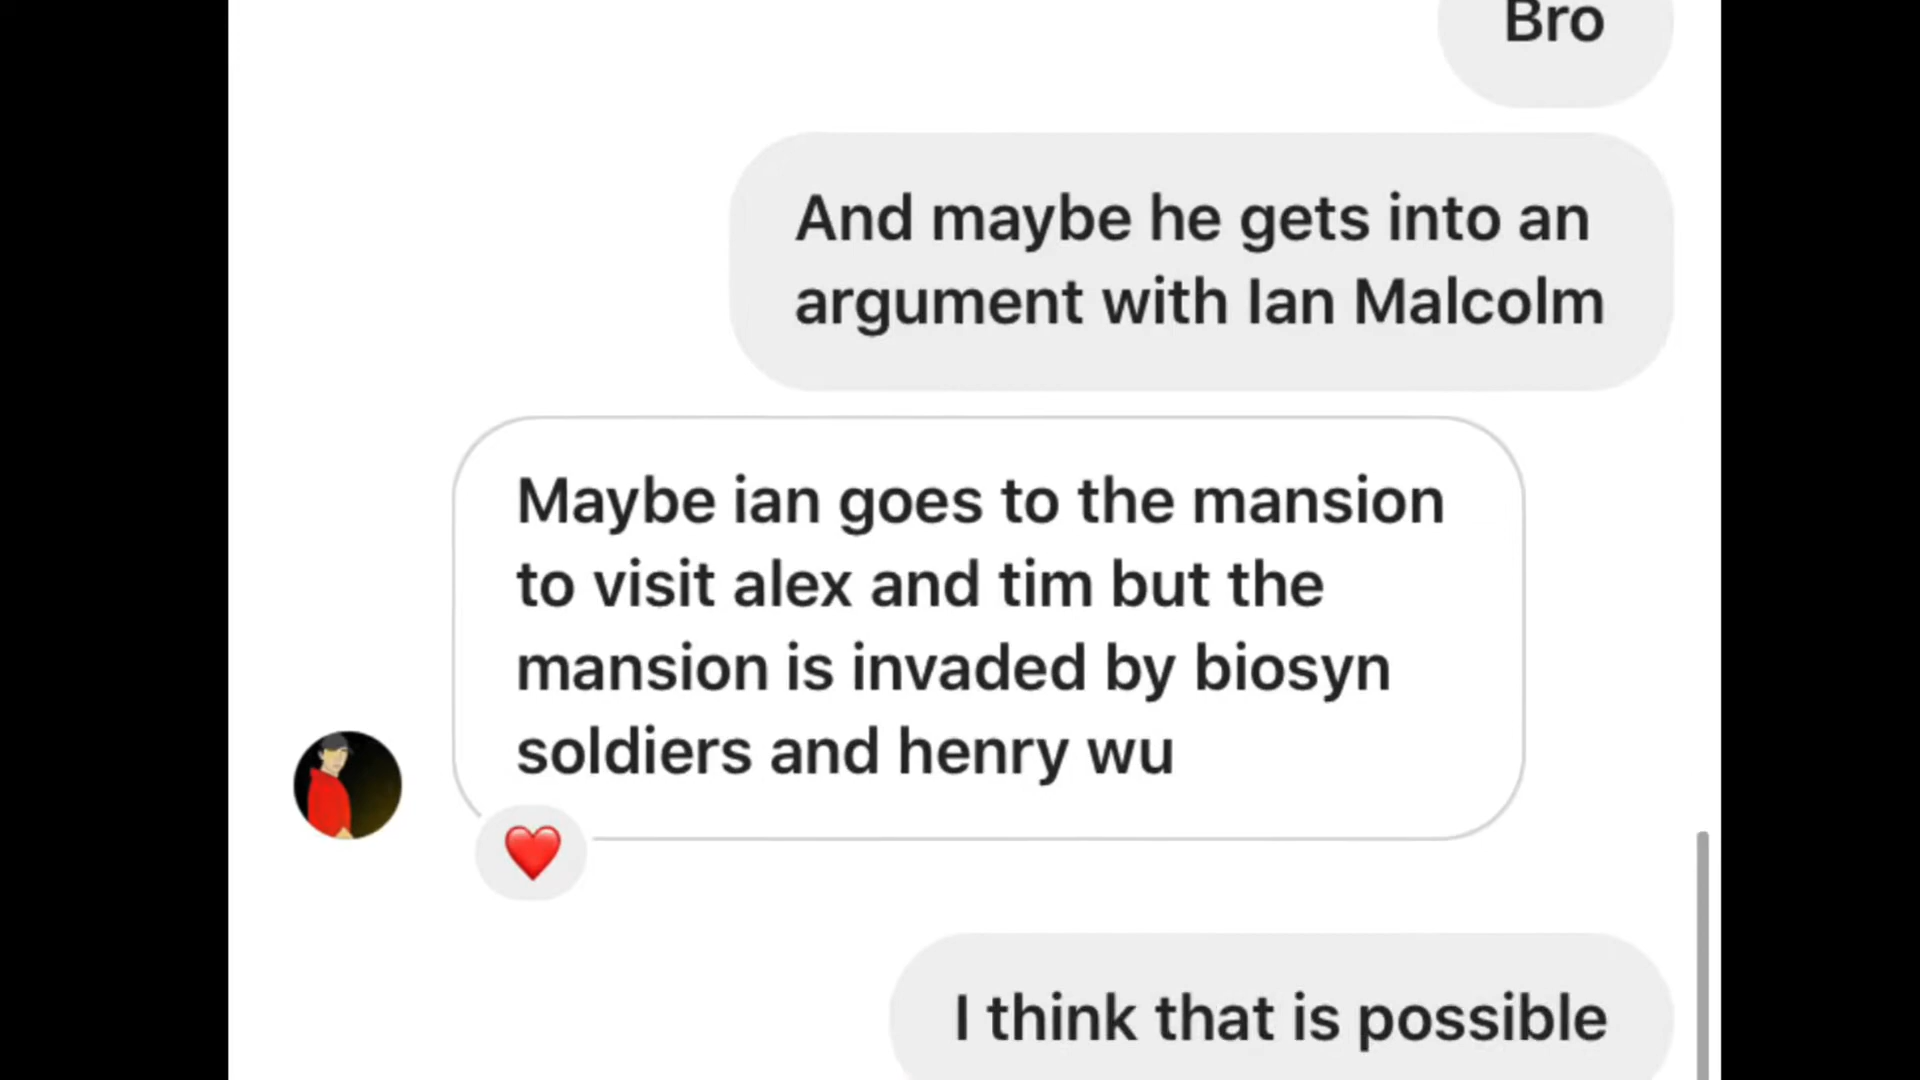 Bro
And maybe he gets into an
argument with Ian Malcolm
Maybe ian goes to the mansion
to visit alex and tim but the
mansion is invaded by biosyn
soldiers and henry wu
I think that is possible